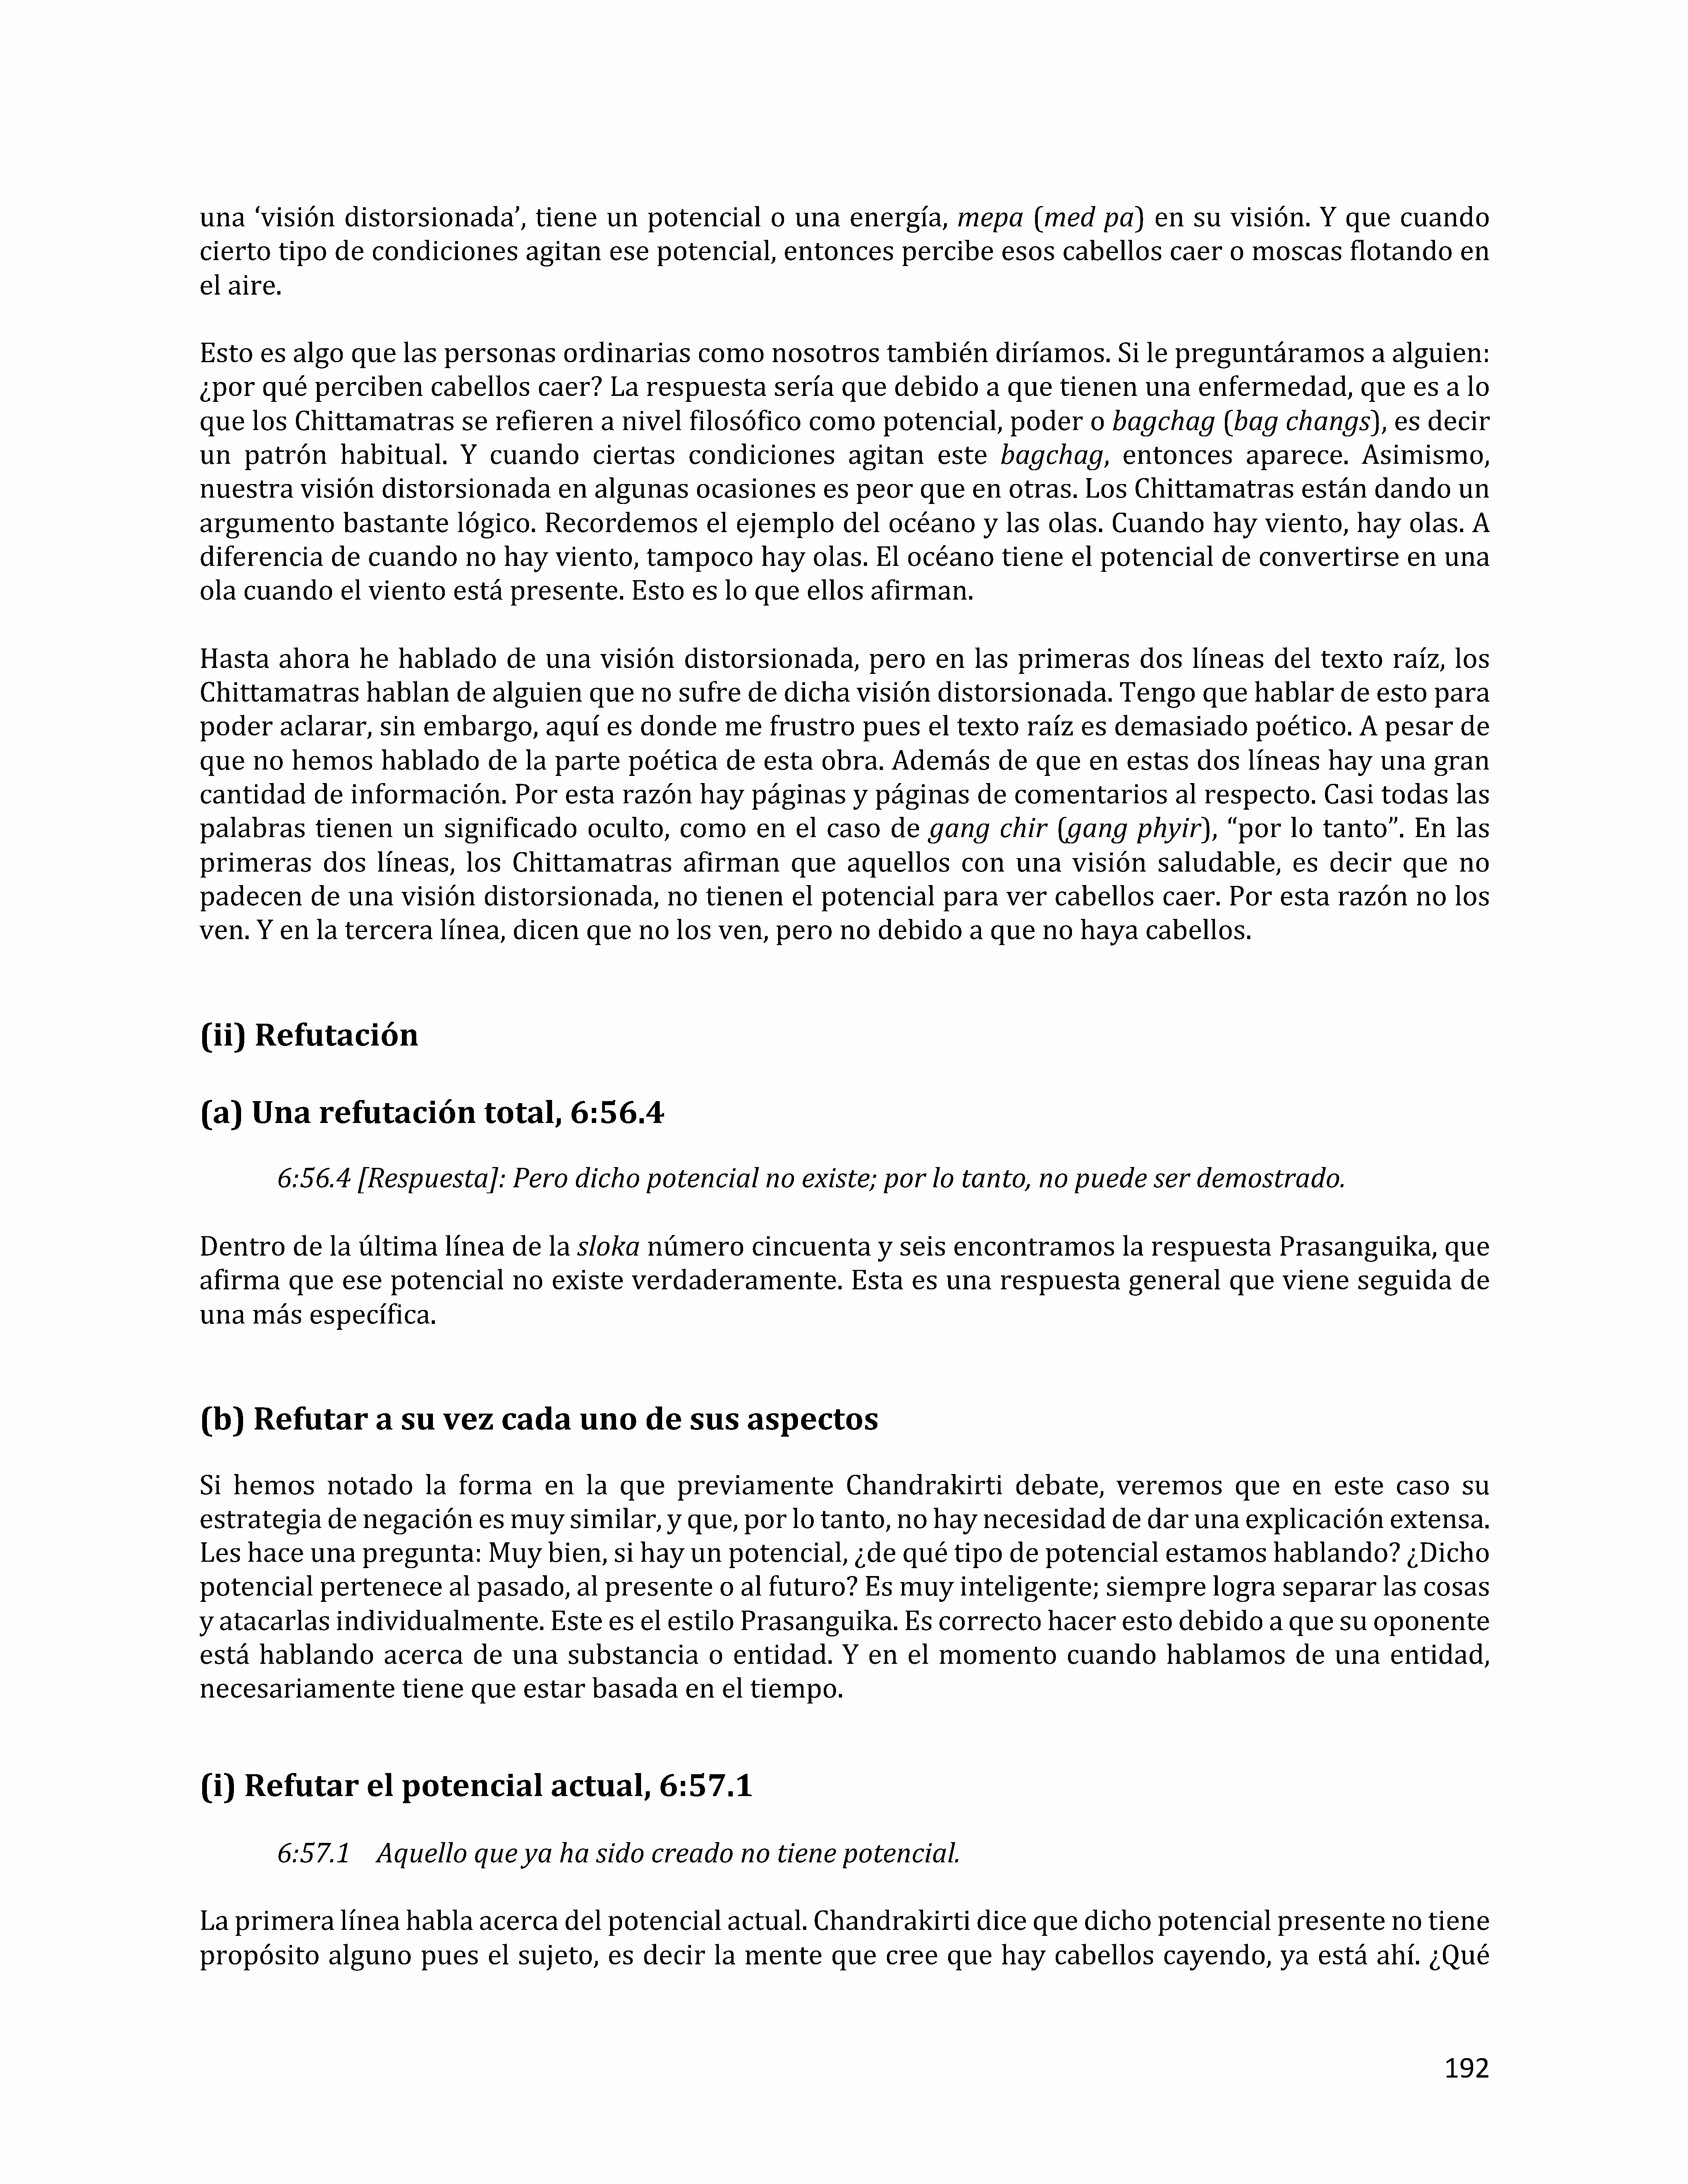 una ‘visión distorsionada’, tiene un potencial o una energía, mepa (med pa) en su visión. Y que cuando
cierto tipo de condiciones agitan ese potencial, entonces percibe esos cabellos caer o moscas flotando en
el aire.
Esto es algo que las personas ordinarias como nosotros también diríamos. Si le preguntáramos a alguien:
¿por qué perciben cabellos caer? La respuesta sería que debido a que tienen una enfermedad, que es a lo
que los Chittamatras se refieren a nivel filosófico como potencial, poder o bagchag (bag changs), es decir
un patrón habitual. Y cuando ciertas condiciones agitan este bagchag, entonces aparece. Asimismo,
nuestra visión distorsionada en algunas ocasiones es peor que en otras. Los Chittamatras están dando un
argumento bastante lógico. Recordemos el ejemplo del océano y las olas. Cuando hay viento, hay olas. A
diferencia de cuando no hay viento, tampoco hay olas. El océano tiene el potencial de convertirse en una
ola cuando el viento está presente. Esto es lo que ellos afirman.
Hasta ahora he hablado de una visión distorsionada, pero en las primeras dos líneas del texto raíz, los
Chittamatras hablan de alguien que no sufre de dicha visión distorsionada. Tengo que hablar de esto para
poder aclarar, sin embargo, aquí es donde me frustro pues el texto raíz es demasiado poético. A pesar de
que no hemos hablado de la parte poética de esta obra. Además de que en estas dos líneas hay una gran
cantidad de información. Por esta razón hay páginas y páginas de comentarios al respecto. Casi todas las
palabras tienen un significado oculto, como en el caso de gang chir (gang phyir), “por lo tanto”. En las
primeras dos líneas, los Chittamatras afirman que aquellos con una visión saludable, es decir que no
padecen de una visión distorsionada, no tienen el potencial para ver cabellos caer. Por esta razón no los
ven. Y en la tercera línea, dicen que no los ven, pero no debido a que no haya cabellos.
(ii) Refutación
(a) Una refutación total, 6:56.4
6:56.4 [Respuesta]: Pero dicho potencial no existe; por lo tanto, no puede ser demostrado.
Dentro de la última línea de la sloka número cincuenta y seis encontramos la respuesta Prasanguika, que
afirma que ese potencial no existe verdaderamente. Esta es una respuesta general que viene seguida de
una más específica.
(b) Refutar a su vez cada uno de sus aspectos
Si hemos notado la forma en la que previamente Chandrakirti debate, veremos que en este caso su
estrategia de negación es muy similar, y que, por lo tanto, no hay necesidad de dar una explicación extensa.
Les hace una pregunta: Muy bien, si hay un potencial, ¿de qué tipo de potencial estamos hablando? ¿Dicho
potencial pertenece al pasado, al presente o al futuro? Es muy inteligente; siempre logra separar las cosas
y atacarlas individualmente. Este es el estilo Prasanguika. Es correcto hacer esto debido a que su oponente
está hablando acerca de una substancia o entidad. Y en el momento cuando hablamos de una entidad,
necesariamente tiene que estar basada en el tiempo.
(i) Refutar el potencial actual, 6:57.1
6:57.1 Aquello que ya ha sido creado no tiene potencial.
La primera línea habla acerca del potencial actual. Chandrakirti dice que dicho potencial presente no tiene
propósito alguno pues el sujeto, es decir la mente que cree que hay cabellos cayendo, ya está ahí. ¿Qué
192